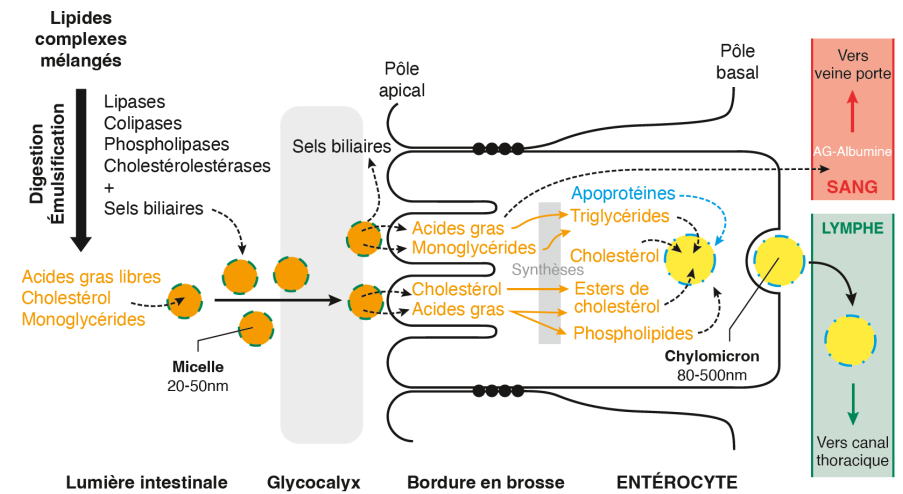 Lipides
complexes
mélangés
Digestion
Émulsification
Lipases
Colipases
Phospholipases
Cholestérolestérases
+
Sels biliaires
Acides gras libres
Cholestérol
Monoglycérides
Micelle
20-50nm
Sels biliaires
Pôle
apical
Pôle
basal
Acides gras
Monoglycérides
Cholestérol
Acides gras
Synthèses
Apoprotéines
Triglycérides
Cholestérol
Esters de
cholestérol
Phospholipides
Chylomicron
80-500nm
Vers
veine porte
AG-Albumine
SANG
LYMPHE
Vers canal
thoracique
Lumière intestinale
Glycocalyx
Bordure en brosse
ENTÉROCYTE